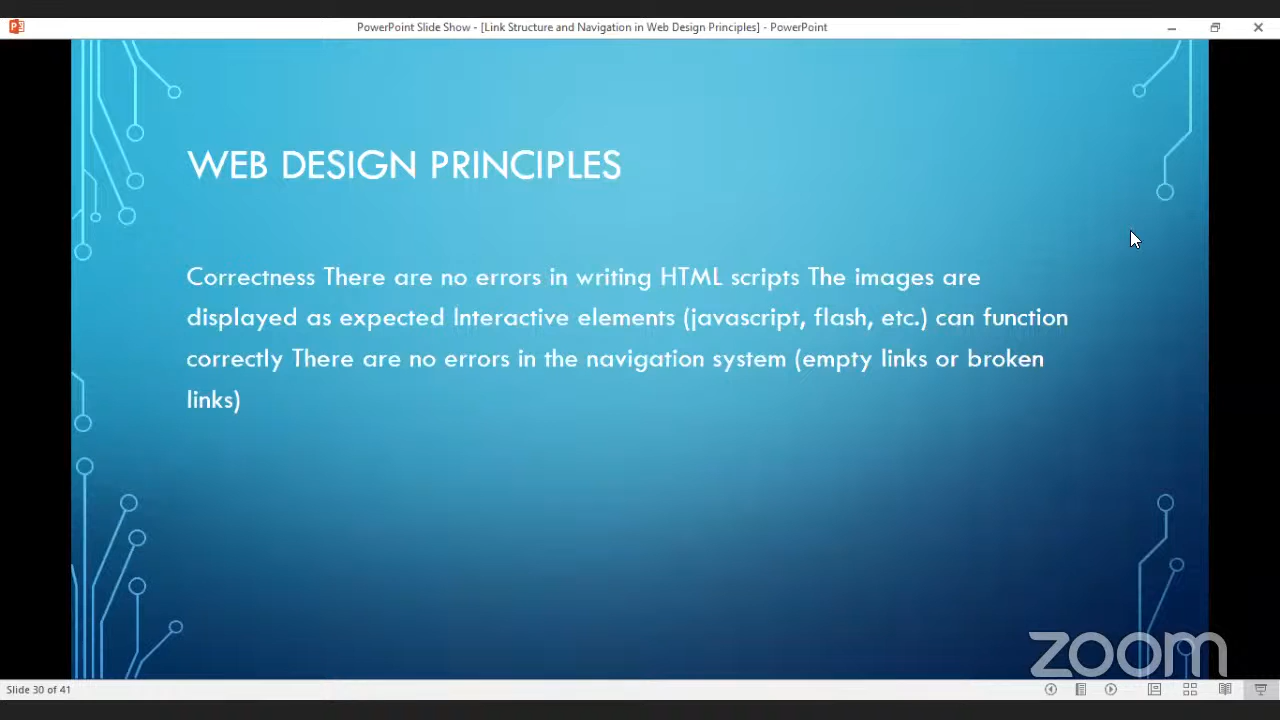 PowerPoint Slide Show - [Link Structure and Navigation in Web Design Principles] - PowerPoint
WEB DESIGN PRINCIPLES
Correctness There are no errors in writing HTML scripts The images are
displayed as expected Interactive elements (javascript, flash, etc.) can function
correctly There are no errors in the navigation system (empty links or broken
links)
zoom
Slide 30 of 41